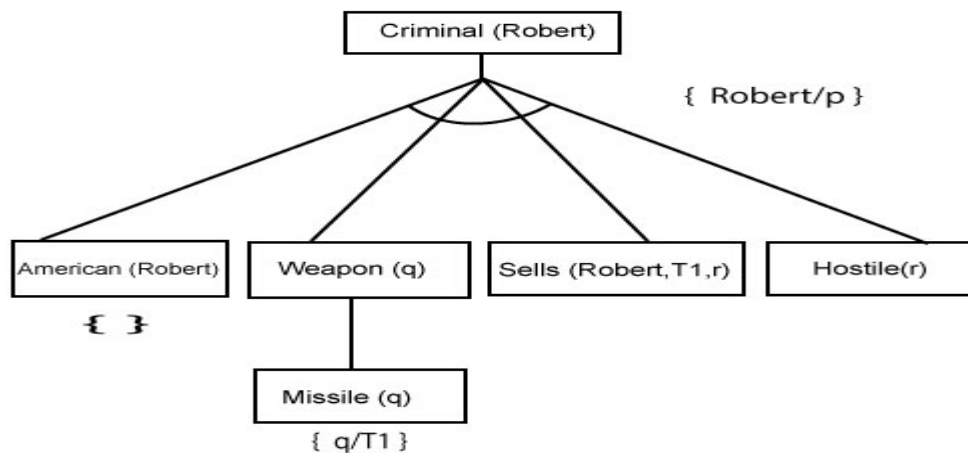 Criminal (Robert)
{ Robert/p }
American (Robert)
Weapon (q)
Sells (Robert,T1,r)
Hostile(r)
{ }
Missile (q)
{ q/T1 }